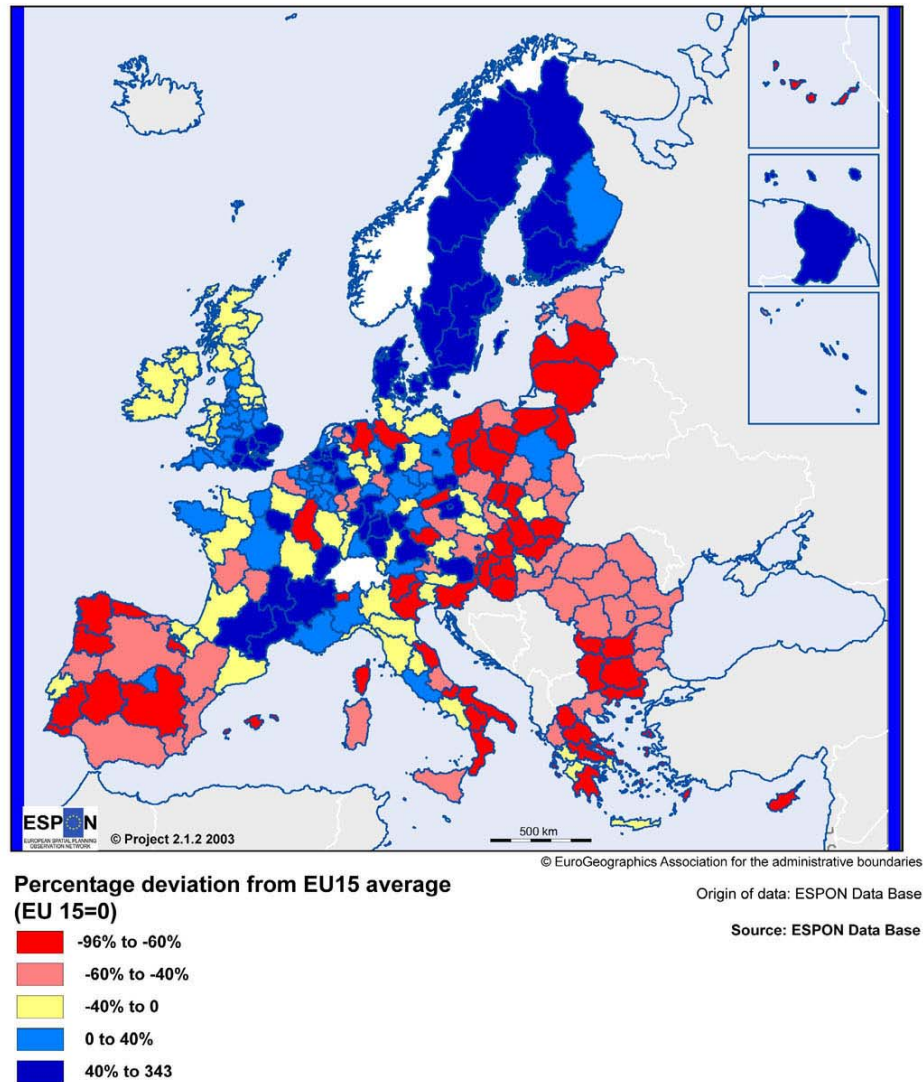 ESPON
EUROPEAN SPATIAL PLANNING
OBSERVATION NETWORK
© Project 2.1.2 2003
500 km
© EuroGeographics Association for the administrative boundaries
Percentage deviation from EU15 average
(EU 15=0)
Origin of data: ESPON Data Base
Source: ESPON Data Base
-96% to -60%
-60% to -40%
-40% to 0
0 to 40%
40% to 343